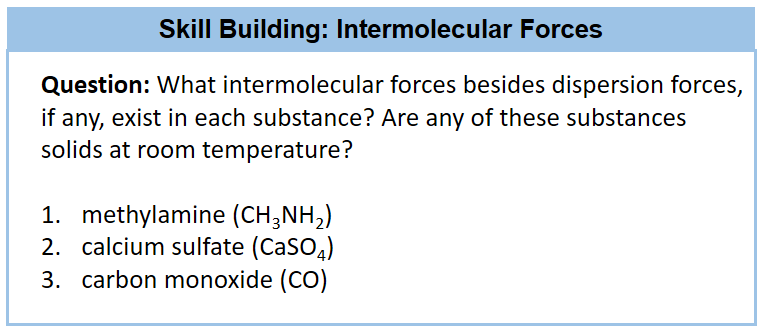 Skill Building: Intermolecular Forces
Question: What intermolecular forces besides dispersion forces,
if any, exist in each substance? Are any of these substances
solids at room temperature?
1. methylamine (CH₃NH₂)
2. calcium sulfate (CaSO₄)
3. carbon monoxide (CO)